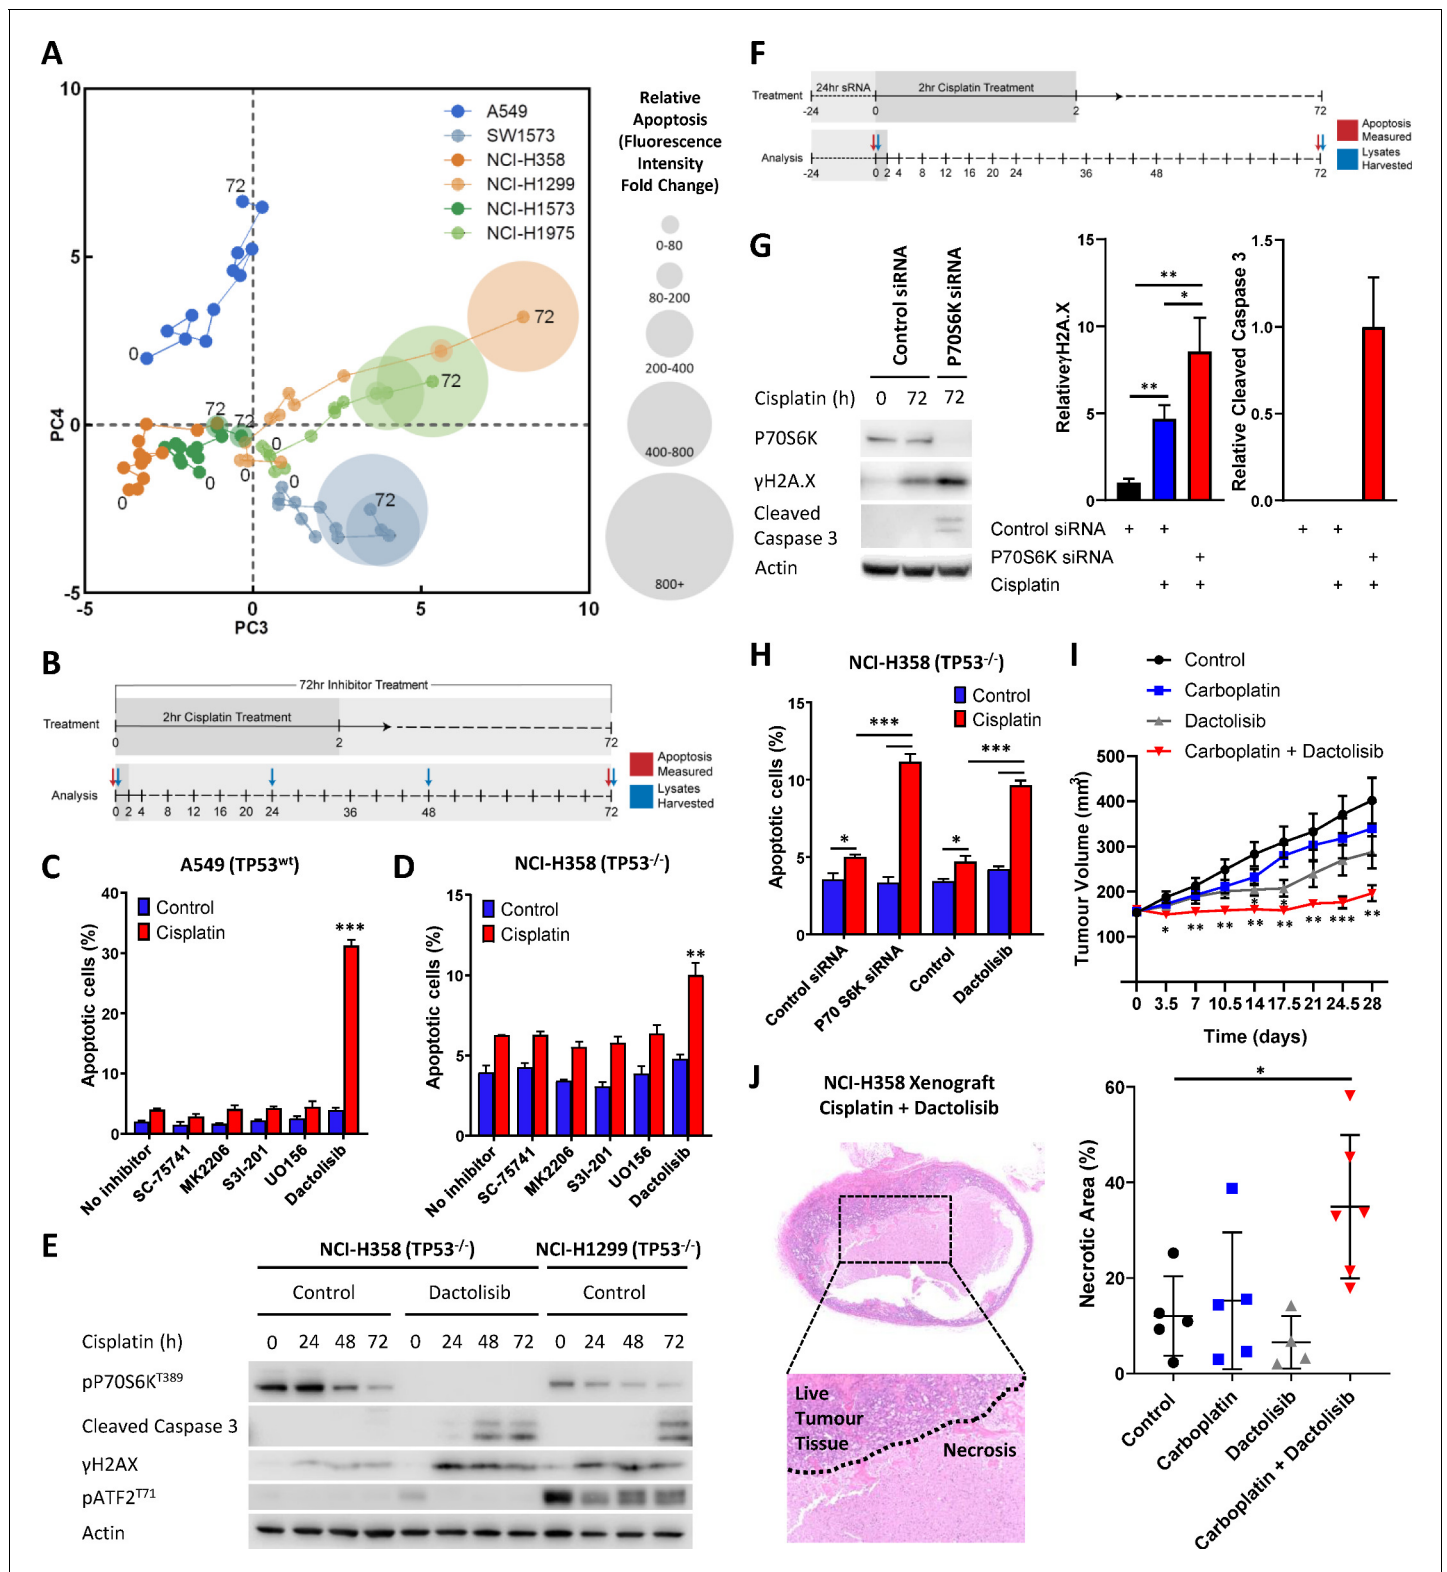 A
10
5
0
-5
-5
0
5
10
PC4
PC3
A549
SW1573
NCI-H358
NCI-H1299
NCI-H1573
NCI-H1975
72
0
72
72
72
72
72
0
0
0
0
0
Relative
Apoptosis
(Fluorescence
Intensity
Fold Change)
0-80
80-200
200-400
400-800
800+
B
72hr Inhibitor Treatment
Treatment
2hr Cisplatin Treatment
0 2 72
Analysis
0 2 4 8 12 16 20 24 36 48 72
Apoptosis
Measured
Lysates
Harvested
C
A549 (TP53wt)
Control
Cisplatin
Apoptotic cells (%)
40
30
20
10
0
***
No inhibitor
SC-75741
MK2206
S3I-201
UO156
Dactolisib
D
NCI-H358 (TP53-/-)
Control
Cisplatin
Apoptotic cells (%)
15
10
5
0
**
No inhibitor
SC-75741
MK2206
S3I-201
UO156
Dactolisib
E
NCI-H358 (TP53-/-) NCI-H1299 (TP53-/-)
Control Dactolisib Control
Cisplatin (h) 0 24 48 72 0 24 48 72 0 24 48 72
pP70S6KT389
Cleaved Caspase 3
γH2AX
pATF2T71
Actin
F
Treatment
24hr sRNA 2hr Cisplatin Treatment
-24 0 2 72
Analysis
-24 0 2 4 8 12 16 20 24 36 48 72
Apoptosis
Measured
Lysates
Harvested
G
Control siRNA
P70S6K siRNA
Cisplatin (h) 0 72 72
P70S6K
γH2A.X
Cleaved
Caspase 3
Actin
RelativeγH2A.X
15
10
5
0
**
*
**
Relative Cleaved Caspase 3
1.5
1.0
0.5
0.0
Control siRNA + + + +
P70S6K siRNA + +
Cisplatin + + + +
H
NCI-H358 (TP53-/-)
Control
Cisplatin
Apoptotic cells (%)
15
10
5
0
*
***
*
***
Control siRNA
P70 S6K siRNA
Control
Dactolisib
I
Control
Carboplatin
Dactolisib
Carboplatin + Dactolisib
Tumour Volume (mm3)
500
400
300
200
100
* *
* ** ** ** ** ** *** **
0 3.5 7 10.5 14 17.5 21 24.5 28
Time (days)
J
NCI-H358 Xenograft
Cisplatin + Dactolisib
Live
Tumour
Tissue
Necrosis
Necrotic Area (%)
60
40
20
0
*
Control
Carboplatin
Dactolisib
Carboplatin + Dactolisib